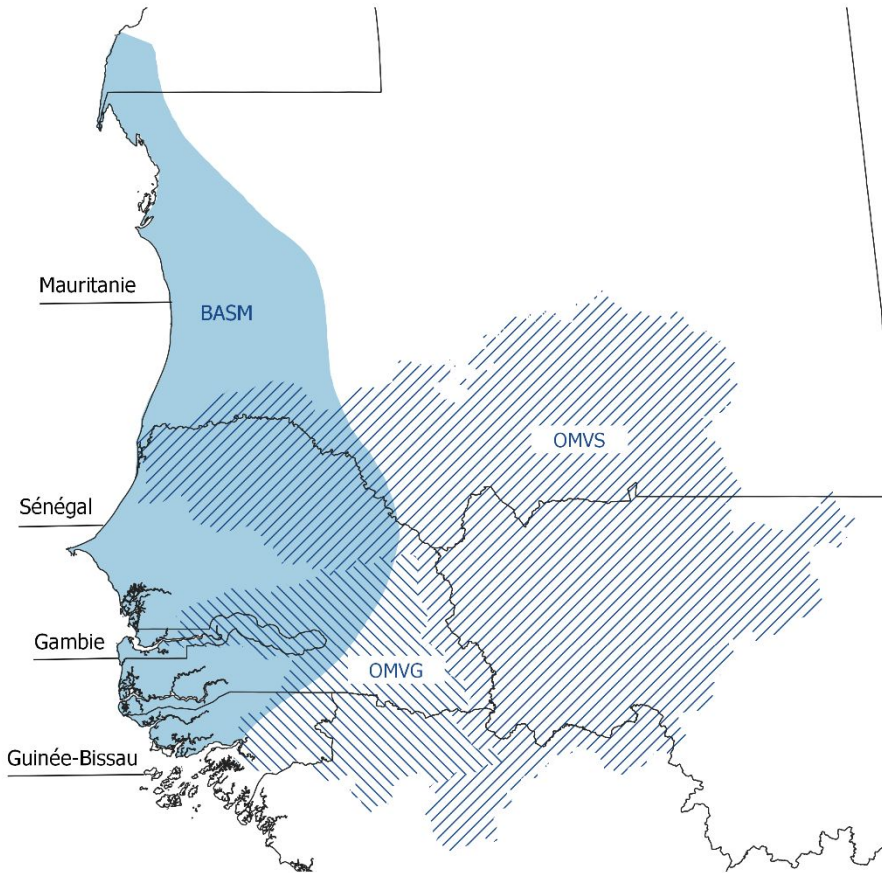 Mauritanie
BASM
OMVS
Sénégal
Gambie
OMVG
Guinée-Bissau